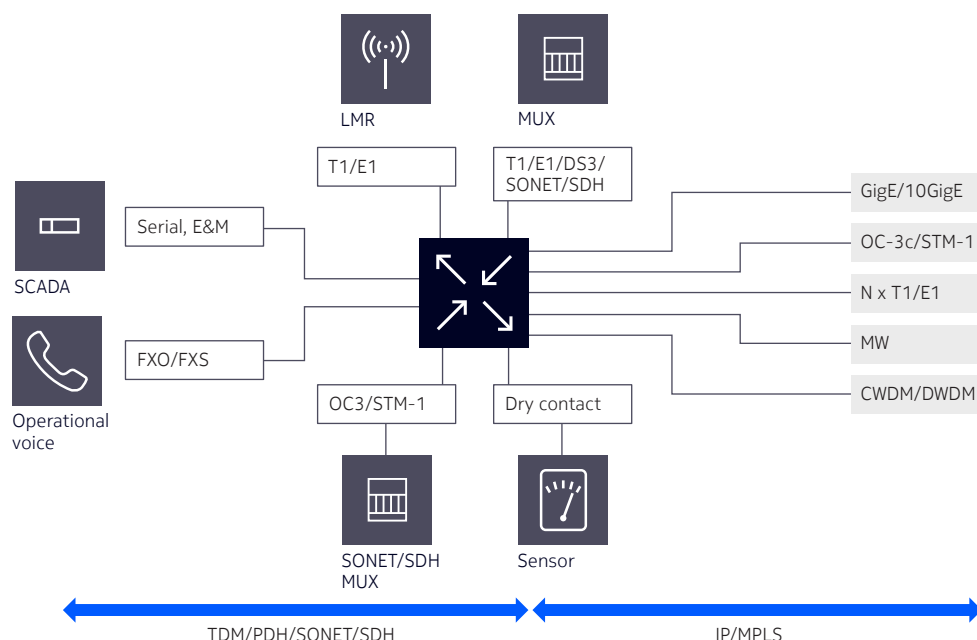 LMR
MUX
T1/E1
T1/E1/DS3/
SONET/SDH
GigE/10GigE
Serial, E&M
OC-3c/STM-1
SCADA
N x T1/E1
MW
FXO/FXS
CWDM/DWDM
OC3/STM-1
Dry contact
Operational
voice
SONET/SDH
MUX
Sensor
TDM/PDH/SONET/SDH
IP/MPLS